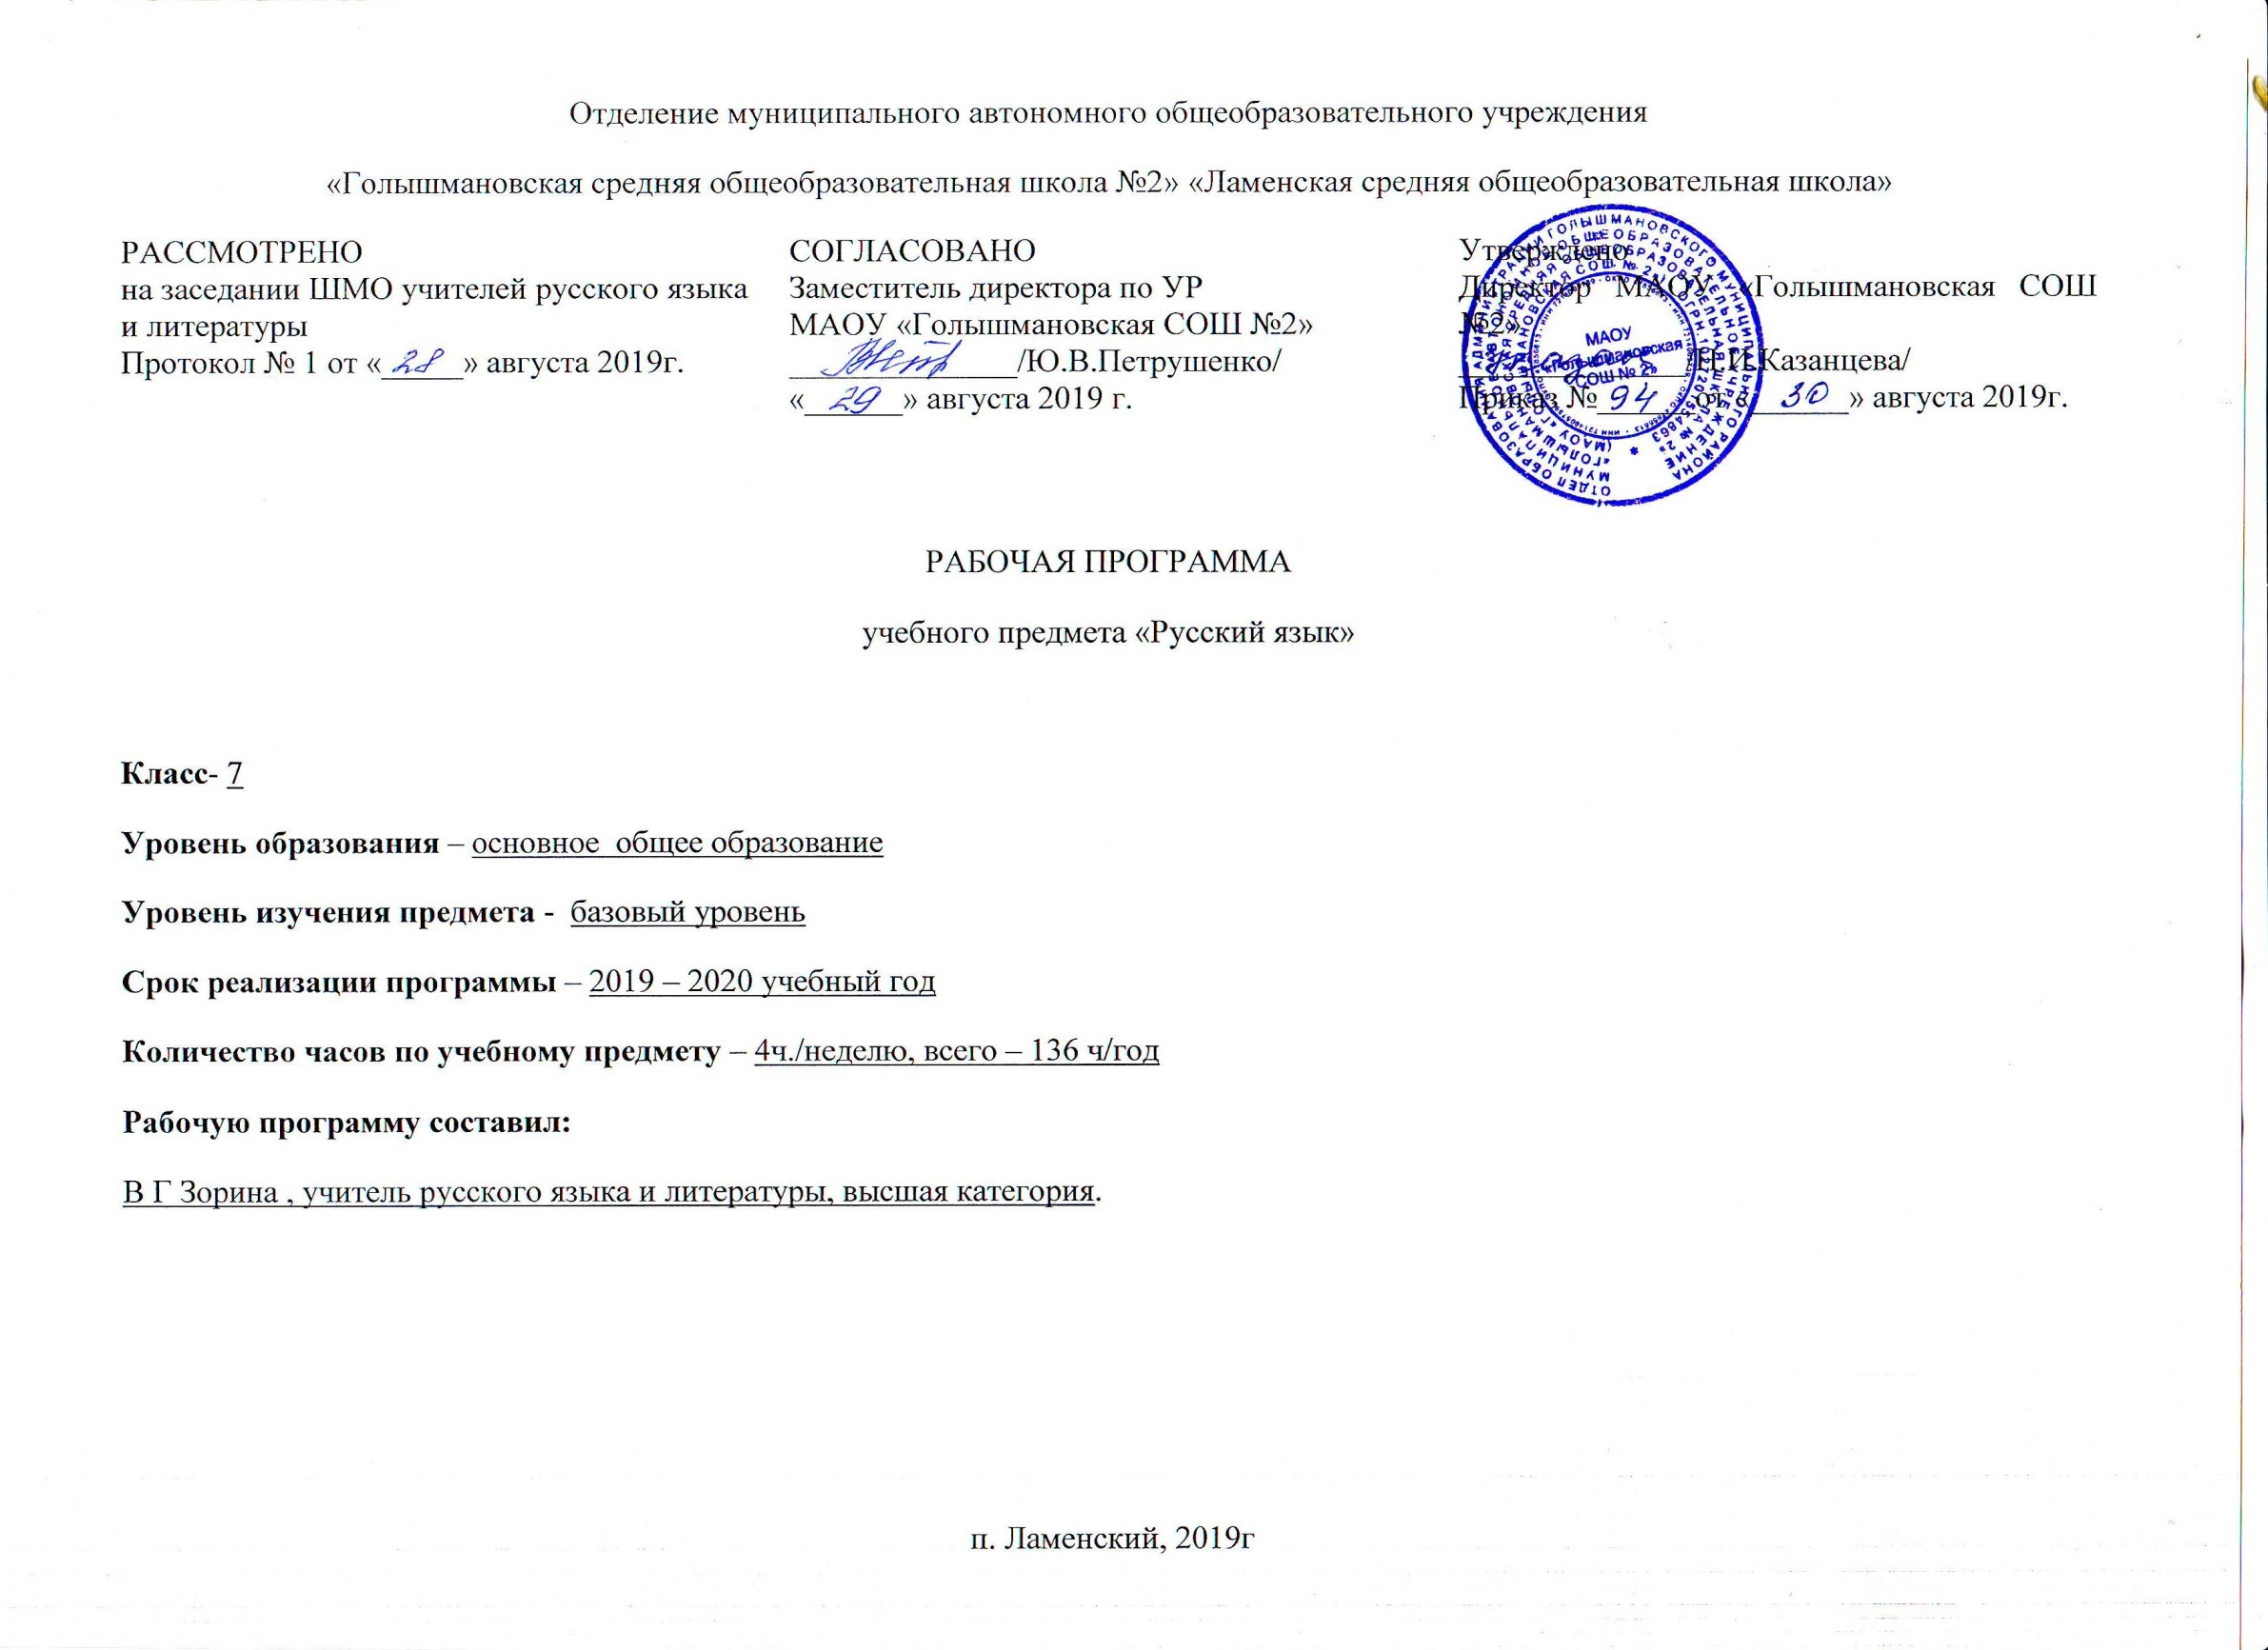 Отделение муниципального автономного общеобразовательного учреждения
«Голышмановская средняя общеобразовательная школа №2» «Ламенская средняя общеобразовательная школа»
РАССМОТРЕНО
на заседании ШМО учителей русского языка
и литературы
Протокол № 1 от «28» августа 2019г.
СОГЛАСОВАНО
Заместитель директора по УР
МАОУ «Голышмановская СОШ №2»
/Ю.В.Петрушенко/
«29» августа 2019 г.
Утверждено
Директор МАОУ «Голышмановская СОШ
№2»
Казанцева/
Приказ № 94 от «30» августа 2019г.
МАОУ
«Голышмановская
СОШ № 2»
РАБОЧАЯ ПРОГРАММА
учебного предмета «Русский язык»
Класс- 7
Уровень образования – основное общее образование
Уровень изучения предмета - базовый уровень
Срок реализации программы – 2019 – 2020 учебный год
Количество часов по учебному предмету – 4ч./неделю, всего – 136 ч/год
Рабочую программу составил:
В Г Зорина , учитель русского языка и литературы, высшая категория.
п. Ламенский, 2019г